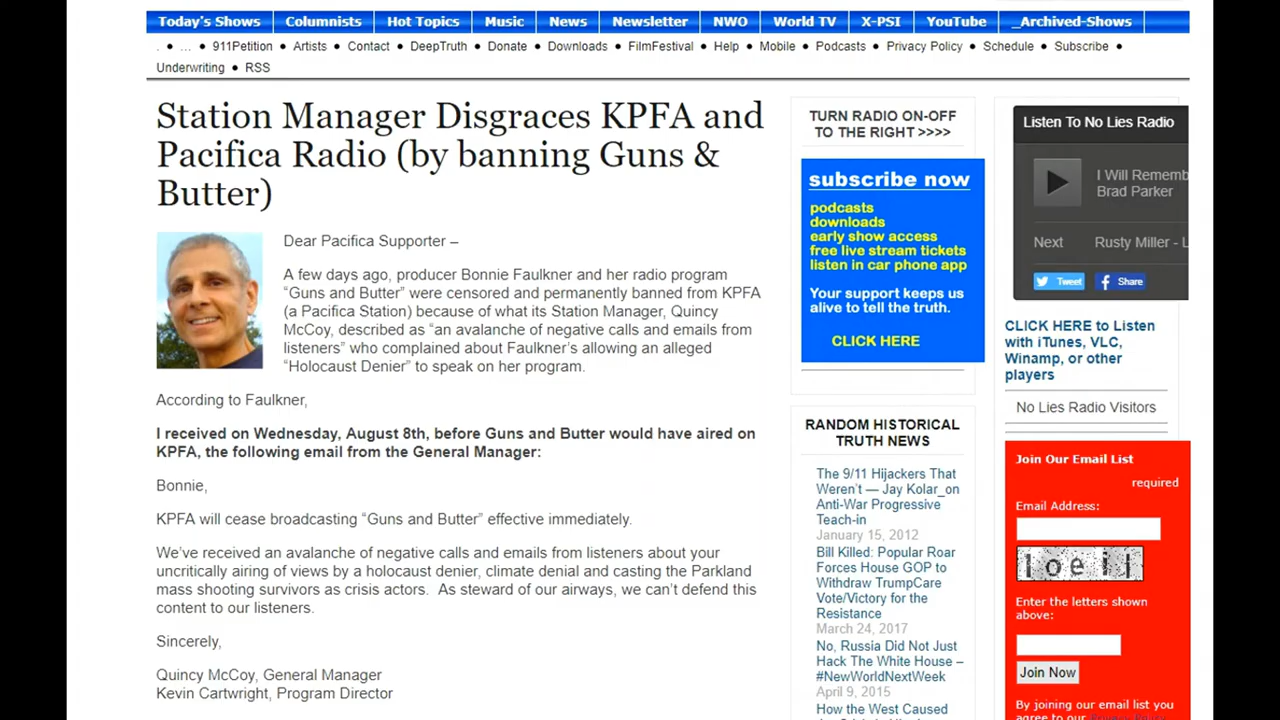 Today's Shows Columnists Hot Topics Music News Newsletter NWO World TV X-PSI YouTube _Archived-Shows
. ● ... ● 911Petition ● Artists ● Contact ● DeepTruth ● Donate ● Downloads ● FilmFestival ● Help ● Mobile ● Podcasts ● Privacy Policy ● Schedule ● Subscribe ●
Underwriting ● RSS
Station Manager Disgraces KPFA and
Pacifica Radio (by banning Guns &
Butter)
Dear Pacifica Supporter –
A few days ago, producer Bonnie Faulkner and her radio program
“Guns and Butter” were censored and permanently banned from KPFA
(a Pacifica Station) because of what its Station Manager, Quincy
McCoy, described as “an avalanche of negative calls and emails from
listeners” who complained about Faulkner’s allowing an alleged
“Holocaust Denier” to speak on her program.
According to Faulkner,
I received on Wednesday, August 8th, before Guns and Butter would have aired on
KPFA, the following email from the General Manager:
Bonnie,
KPFA will cease broadcasting “Guns and Butter” effective immediately.
We’ve received an avalanche of negative calls and emails from listeners about your
uncritically airing of views by a holocaust denier, climate denial and casting the Parkland
mass shooting survivors as crisis actors.  As steward of our airways, we can’t defend this
content to our listeners.
Sincerely,
Quincy McCoy, General Manager
Kevin Cartwright, Program Director
TURN RADIO ON-OFF
TO THE RIGHT >>>>
subscribe now
podcasts
downloads
early show access
free live stream tickets
listen in car phone app
Your support keeps us
alive to tell the truth.
CLICK HERE
RANDOM HISTORICAL
TRUTH NEWS
The 9/11 Hijackers That
Weren’t — Jay Kolar_on
Anti-War Progressive
Teach-in
January 15, 2012
Bill Killed: Popular Roar
Forces House GOP to
Withdraw TrumpCare
Vote/Victory for the
Resistance
March 24, 2017
No, Russia Did Not Just
Hack The White House –
#NewWorldNextWeek
April 9, 2015
How the West Caused
Listen To No Lies Radio
I Will Rememb
Brad Parker
Next Rusty Miller - L
Tweet Share
CLICK HERE to Listen
with iTunes, VLC,
Winamp, or other
players
No Lies Radio Visitors
Join Our Email List
required
Email Address:
loeil
Enter the letters shown
above:
Join Now
By joining our email list you
agree to our Privacy Policy